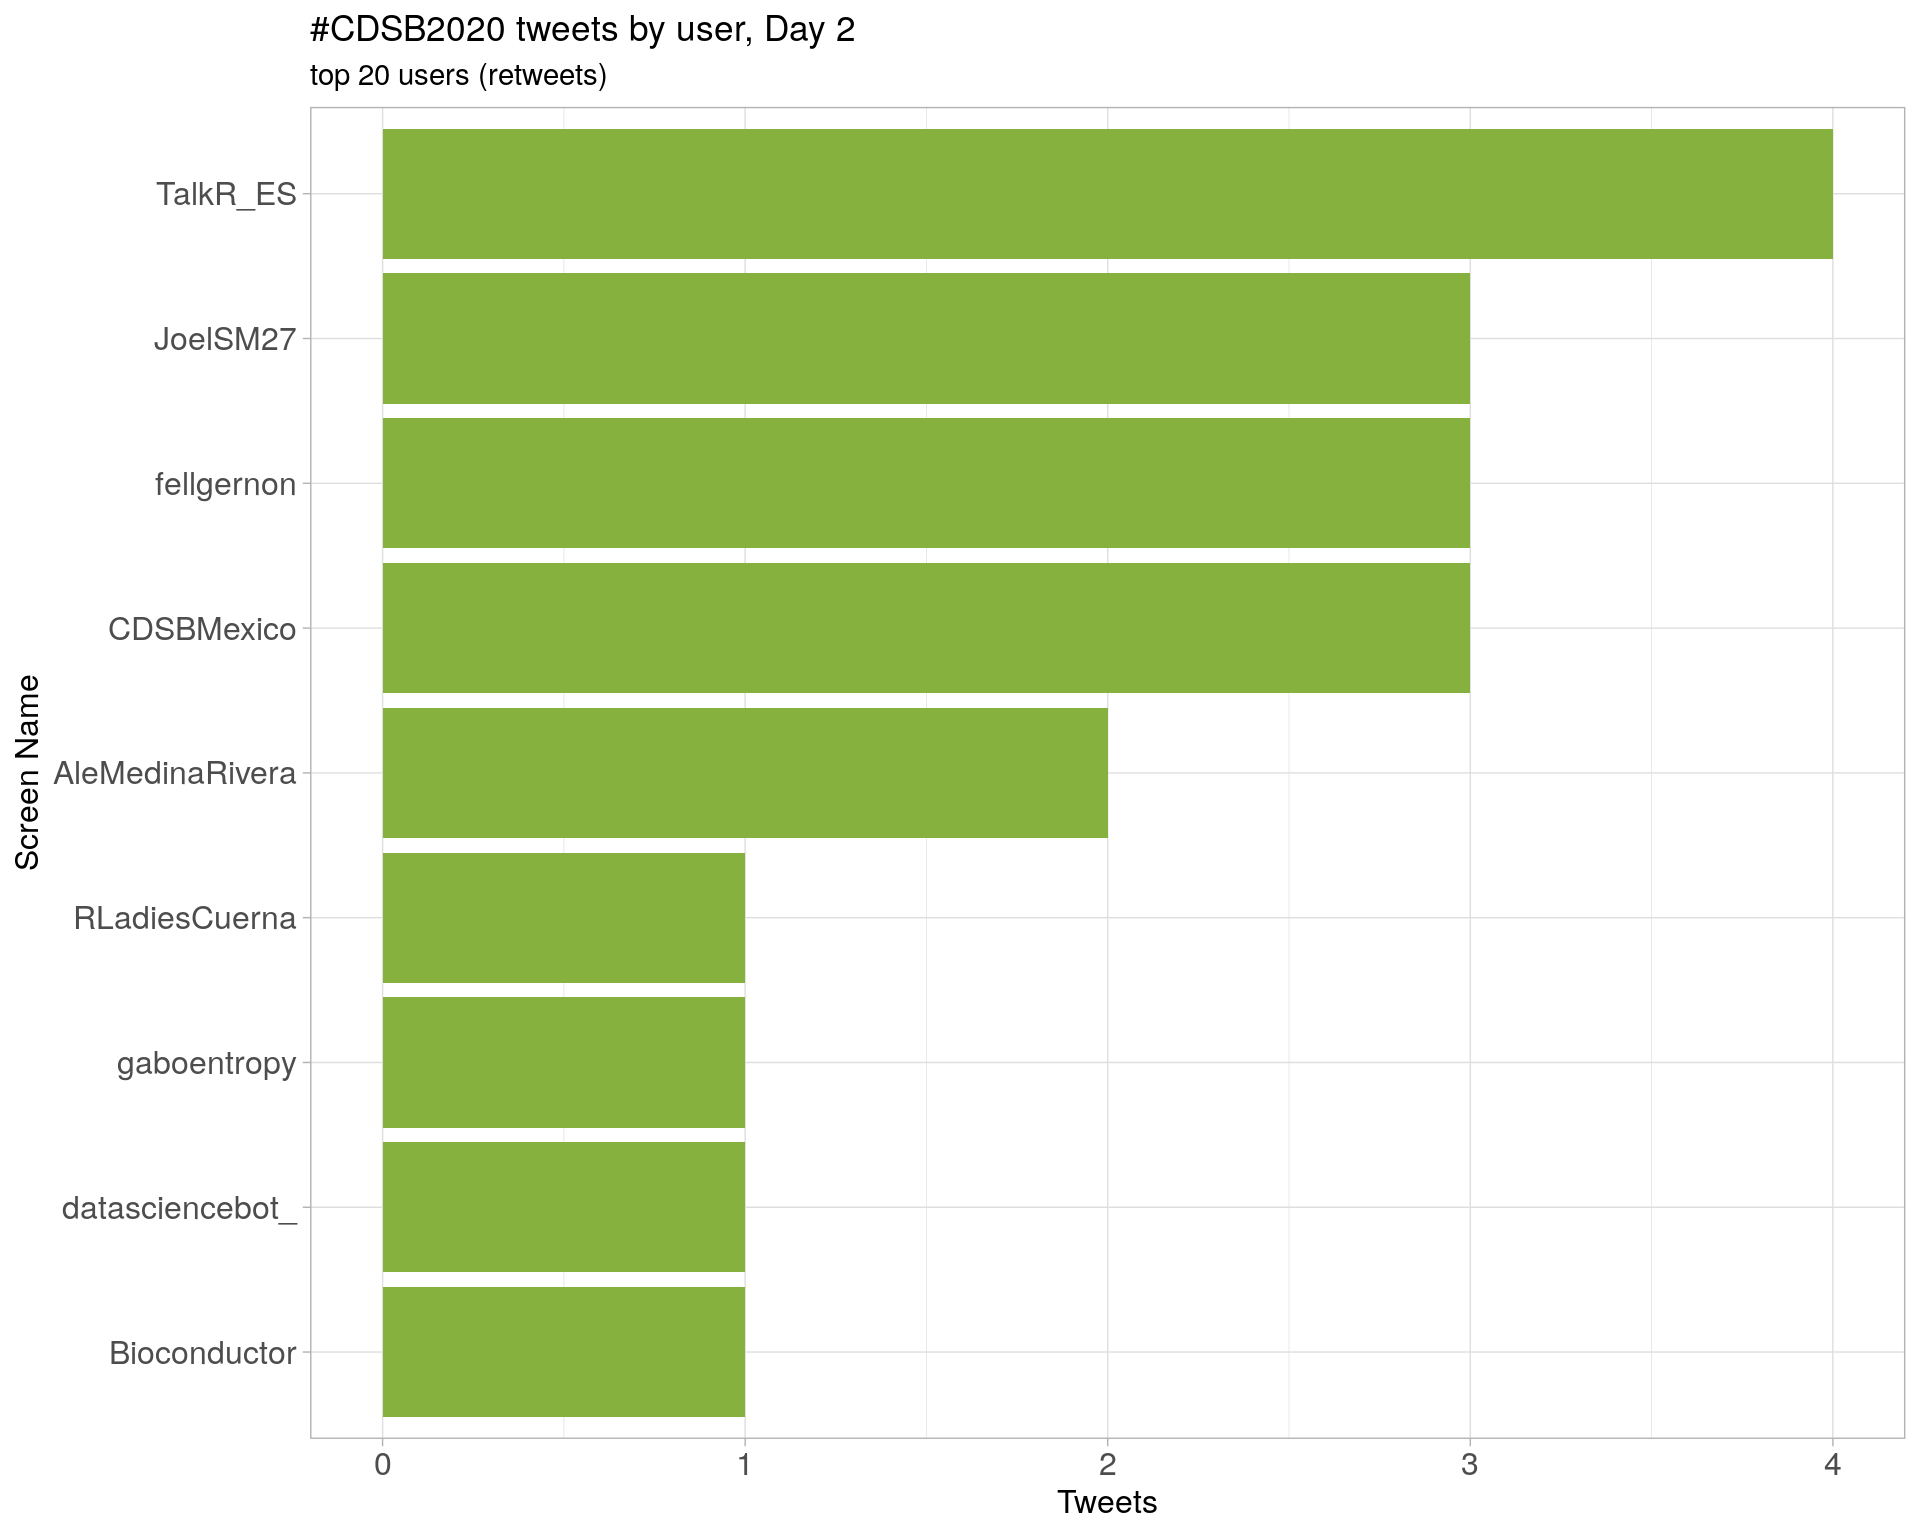 #CDSB2020 tweets by user, Day 2
top 20 users (retweets)
TalkR_ES
JoelSM27
fellgernon
CDSBMexico
AleMedinaRivera
RLadiesCuerna
gaboentropy
datasciencebot_
Bioconductor
Screen Name
0 1 2 3 4
Tweets